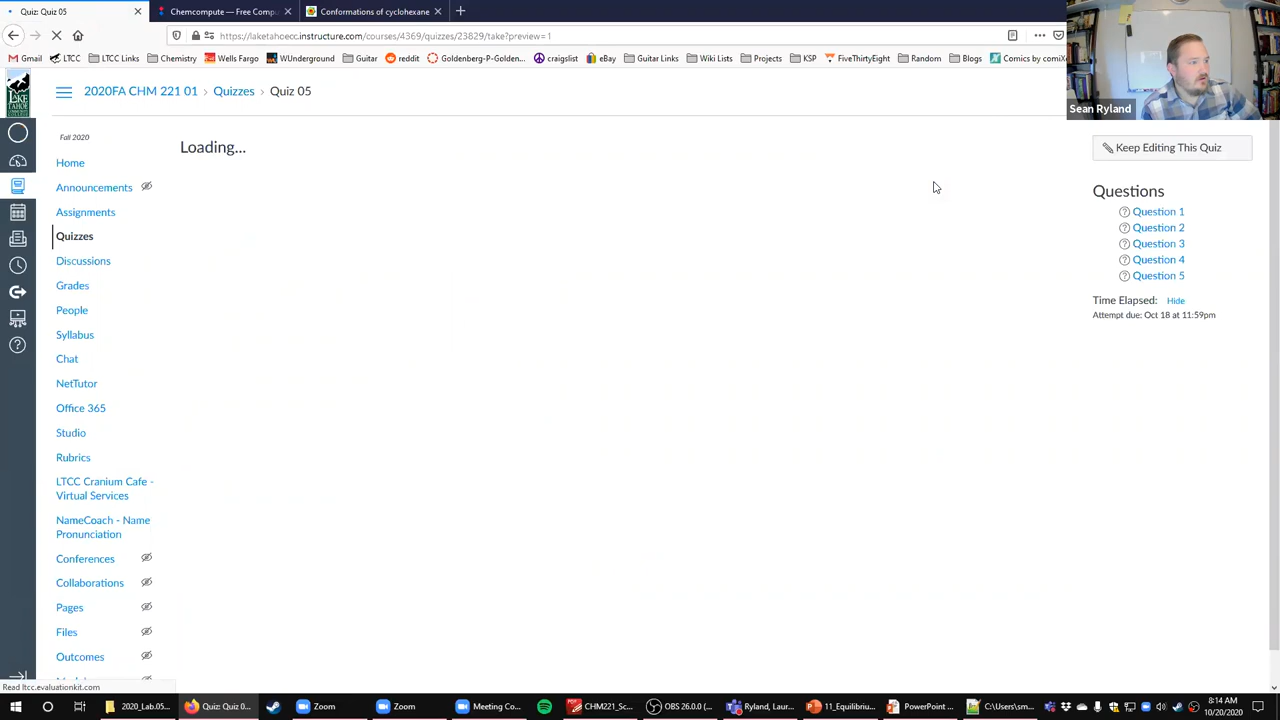 Quiz: Quiz 05
Chemcompute — Free Compu
Conformations of cyclohexane
https://laketahoecc.instructure.com/courses/4369/quizzes/23829/take?preview=1
Gmail
LTCC
LTCC Links
Chemistry
Wells Fargo
WUnderground
Guitar
reddit
Goldenberg-P-Golden...
craigslist
eBay
Guitar Links
Wiki Lists
Projects
KSP
FiveThirtyEight
Random
Blogs
Comics by comiX
Sean Ryland
2020FA CHM 221 01 › Quizzes › Quiz 05
Fall 2020
Home
Announcements
Assignments
Quizzes
Discussions
Grades
People
Syllabus
Chat
NetTutor
Office 365
Studio
Rubrics
LTCC Cranium Cafe -
Virtual Services
NameCoach - Name
Pronunciation
Conferences
Collaborations
Pages
Files
Outcomes
Loading...
Keep Editing This Quiz
Questions
Question 1
Question 2
Question 3
Question 4
Question 5
Time Elapsed: Hide
Attempt due: Oct 18 at 11:59pm
Read ltcc.evaluationkit.com
2020_Lab.05...
Quiz: Quiz 0...
Zoom
Zoom
Meeting Co...
CHM221_Sc...
OBS 26.0.0 (...
Ryland, Laur...
11_Equilibriu...
PowerPoint ...
C:\Users\sm...
8:14 AM
10/20/2020